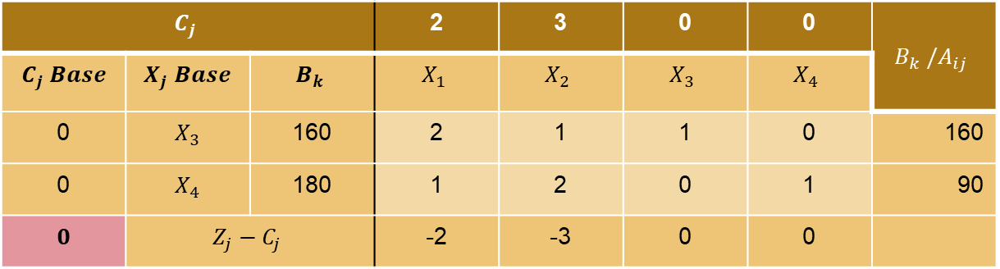 C_j 2 3 0 0 B_k /A_ij
C_j Base X_j Base B_k X_1 X_2 X_3 X_4
0 X_3 160 2 1 1 0 160
0 X_4 180 1 2 0 1 90
0 Z_j − C_j -2 -3 0 0